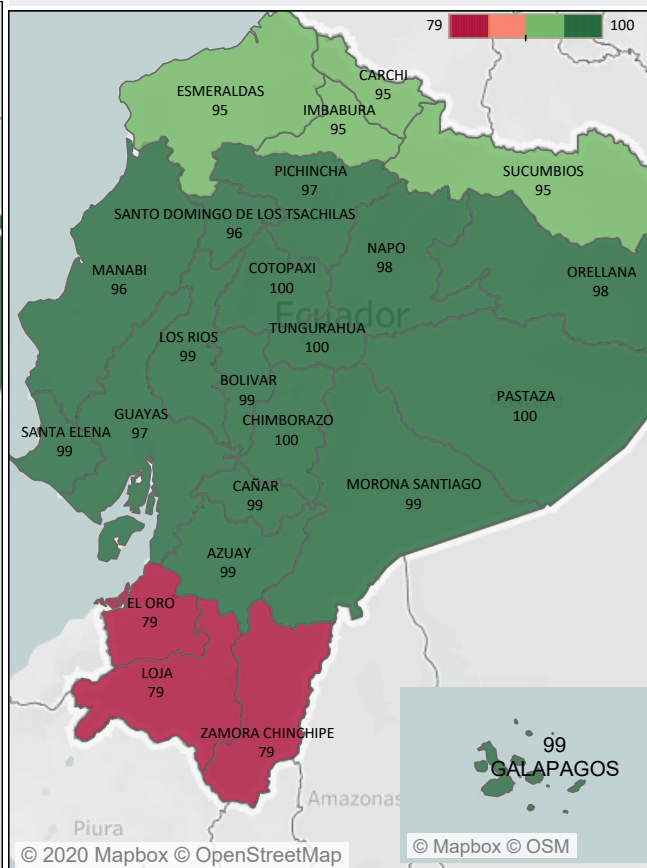 79 100
CARCHI
95
ESMERALDAS
95
IMBABURA
95
SUCUMBIOS
95
PICHINCHA
97
SANTO DOMINGO DE LOS TSACHILAS
96
NAPO
98
MANABI
96
COTOPAXI
100
ORELLANA
98
Ecuador
TUNGURAHUA
100
LOS RIOS
99
BOLIVAR
99
PASTAZA
100
GUAYAS
97
CHIMBORAZO
100
SANTA ELENA
99
CAÑAR
99
MORONA SANTIAGO
99
AZUAY
99
EL ORO
79
LOJA
79
ZAMORA CHINCHIPE
79
99
GALAPAGOS
Amazonas
Piura
© 2020 Mapbox © OpenStreetMap
© Mapbox © OSM